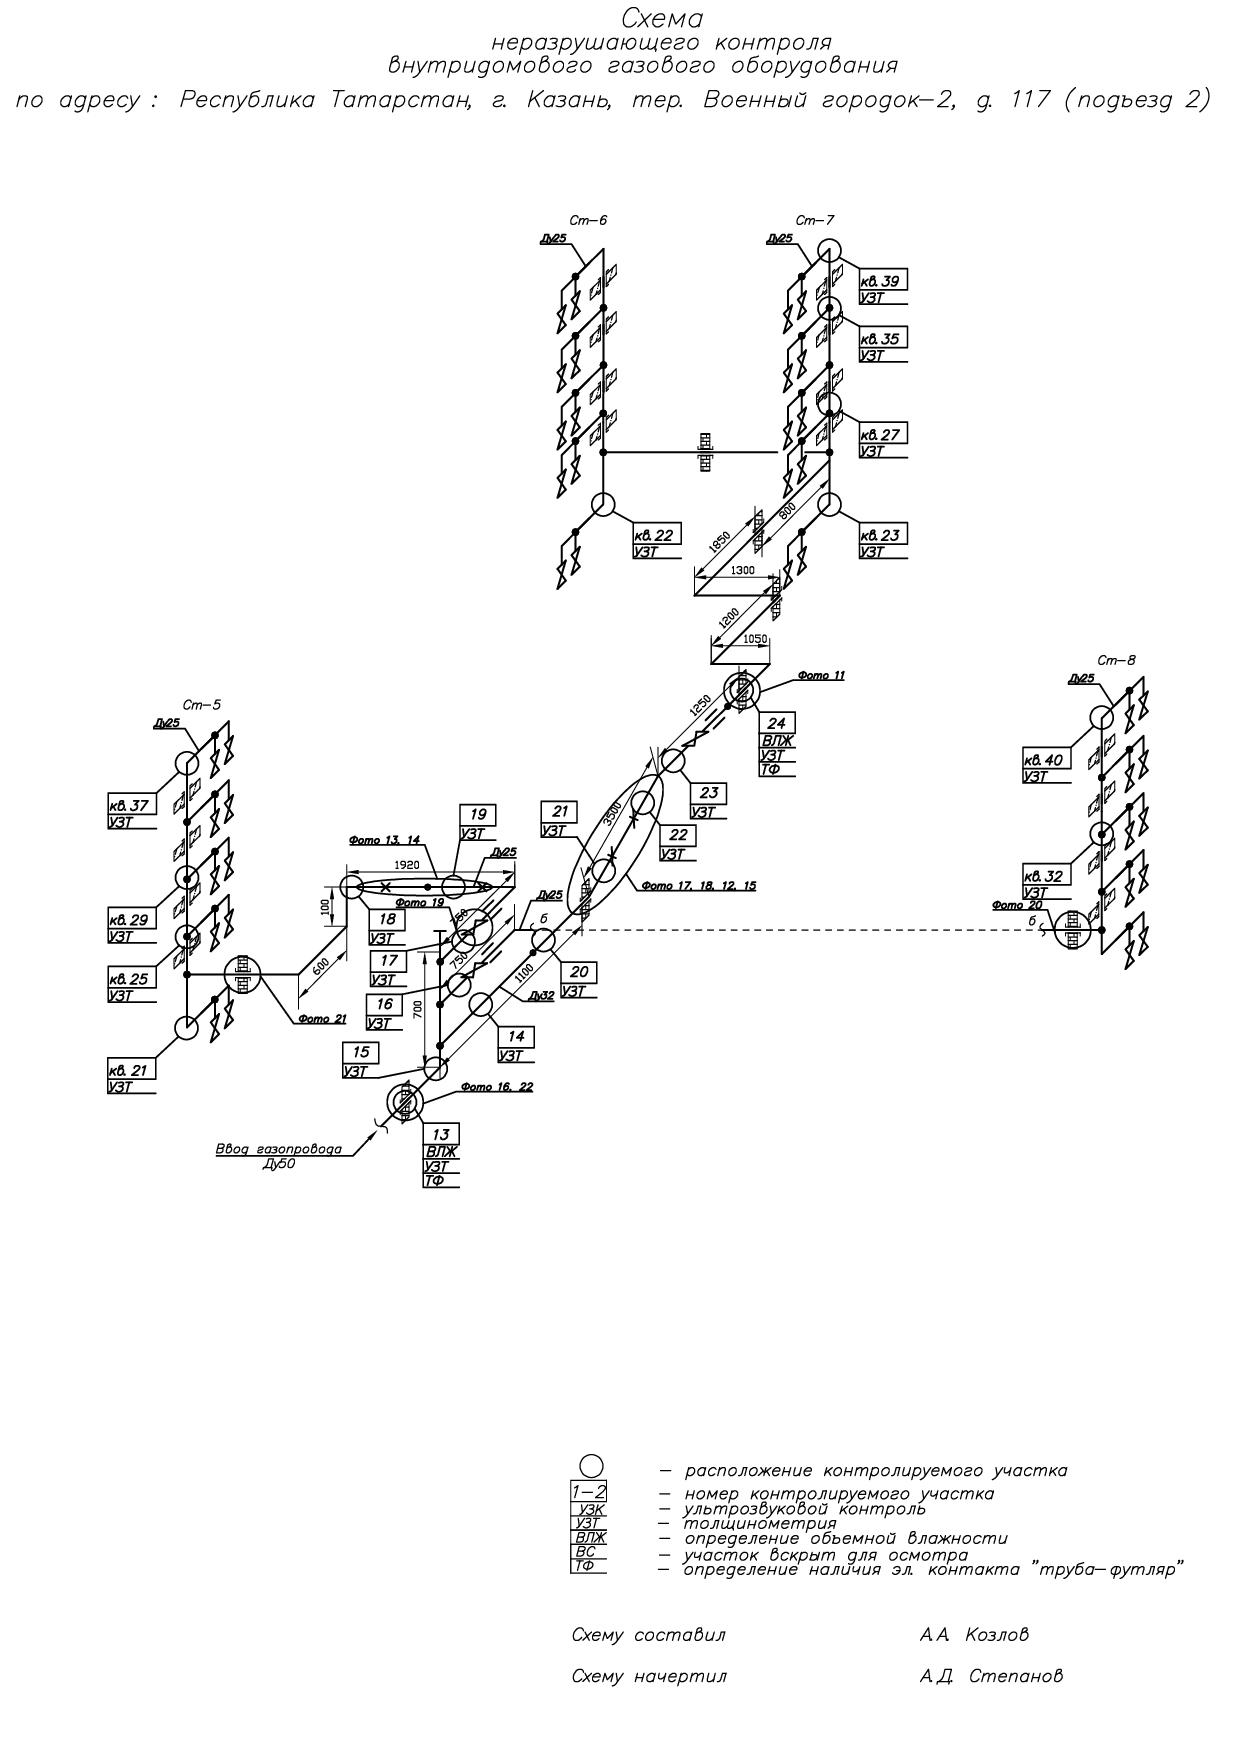 Схема
неразрушающего контроля
внутридомового газового оборудования
по адресу : Республика Татарстан, г. Казань, тер. Военный городок-2, д. 117 (подъезд 2)
Ст-6
Ду25
Ст-7
Ду25
кв. 39
УЗТ
кв. 35
УЗТ
кв. 27
УЗТ
кв. 22
УЗТ
кв. 23
УЗТ
800
1850
1300
1200
1050
Ст-8
Ду25
Фото 11
1250
Ст-5
Ду25
24
ВЛЖ
УЗТ
ТФ
кв. 40
УЗТ
23
УЗТ
кв. 37
УЗТ
19
УЗТ
21
УЗТ
3500
22
УЗТ
Фото 13, 14
1920
Ду25
кв. 32
УЗТ
Фото 17, 18, 12, 15
Ду25
Фото 20
100
Фото 19
750
кв. 29
УЗТ
18
УЗТ
б
б
17
УЗТ
750
600
кв. 25
УЗТ
20
УЗТ
1100
Ду32
16
УЗТ
700
Фото 21
14
УЗТ
15
УЗТ
кв. 21
УЗТ
Фото 16, 22
13
ВЛЖ
УЗТ
ТФ
Ввод газопровода
Ду50
- расположение контролируемого участка
1-2 - номер контролируемого участка
УЗК - ультрозвуковой контроль
УЗТ - толщинометрия
ВЛЖ - определение объемной влажности
ВС - участок вскрыт для осмотра
ТФ - определение наличия эл. контакта "труба-футляр"
Схему составил А.А. Козлов
Схему начертил А.Д. Степанов